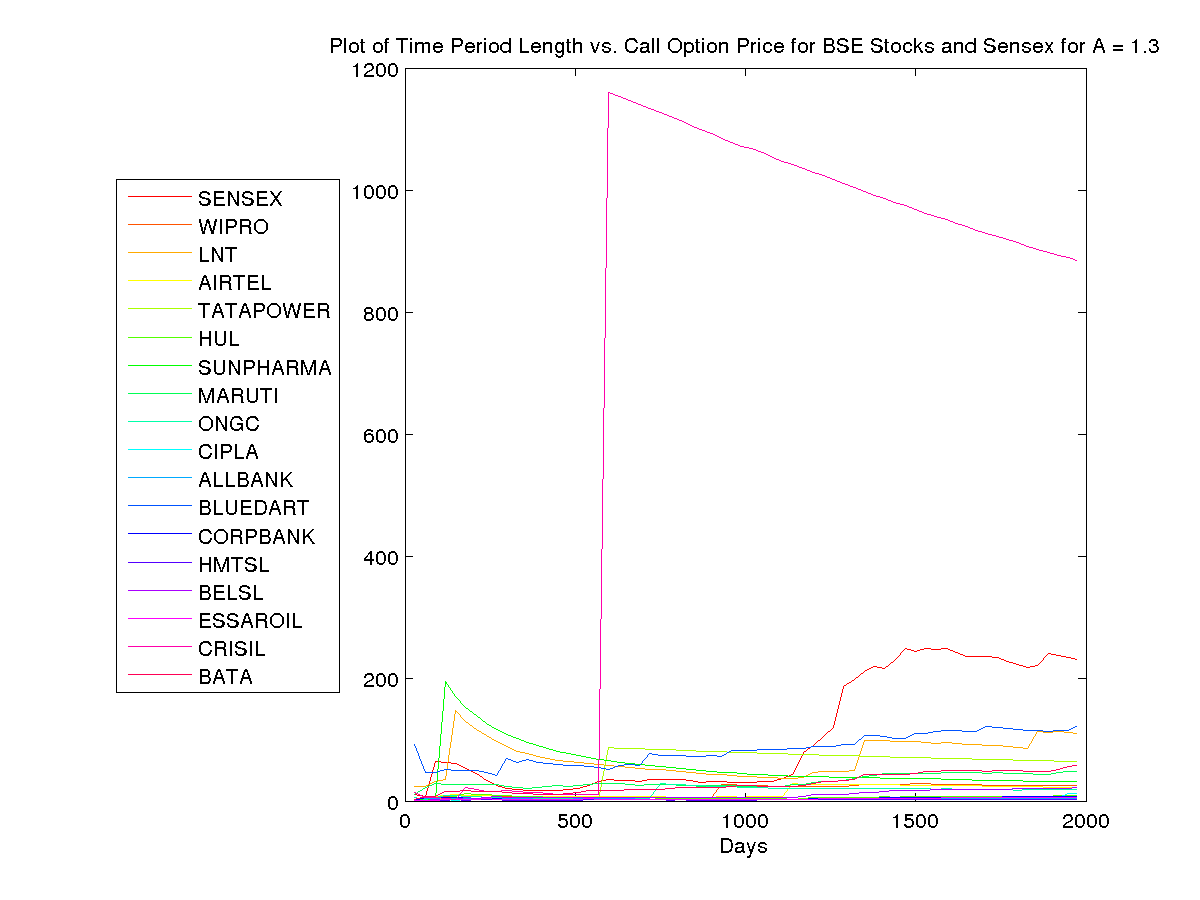 Plot of Time Period Length vs. Call Option Price for BSE Stocks and Sensex for A = 1.3
1200
1000
800
600
400
200
0
0 500 1000 1500 2000
Days
SENSEX
WIPRO
LNT
AIRTEL
TATAPOWER
HUL
SUNPHARMA
MARUTI
ONGC
CIPLA
ALLBANK
BLUEDART
CORPBANK
HMTSL
BELSL
ESSAROIL
CRISIL
BATA